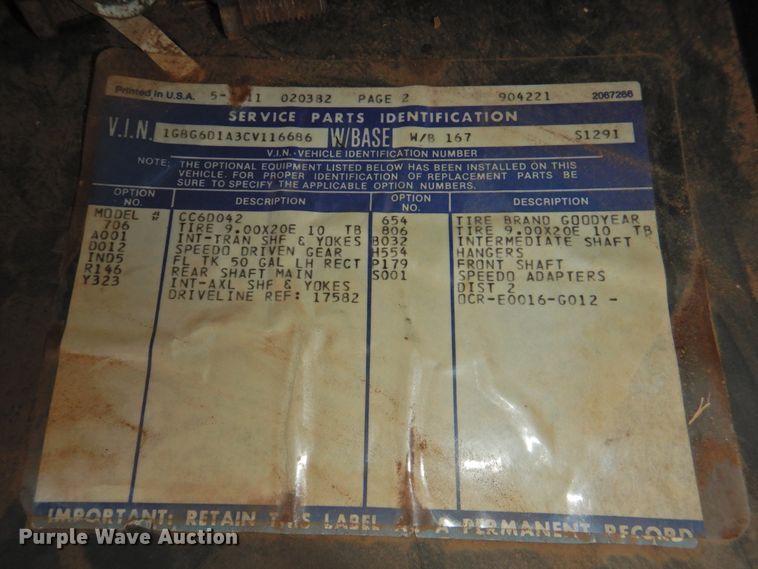 Printed in U.S.A. 5- 11 020382 PAGE 2 904221 2067266
SERVICE PARTS IDENTIFICATION
V.I.N. 1GBG6D1A3CV116686 W/BASE W/B 167 S1291
V.I.N.-VEHICLE IDENTIFICATION NUMBER
NOTE: THE OPTIONAL EQUIPMENT LISTED BELOW HAS BEEN INSTALLED ON THIS
VEHICLE. FOR PROPER IDENTIFICATION OF REPLACEMENT PARTS BE
SURE TO SPECIFY THE APPLICABLE OPTION NUMBERS.
OPTION NO. DESCRIPTION OPTION NO. DESCRIPTION
MODEL # CC6D042 654 TIRE BRAND GOODYEAR
706 TIRE 9.00X20E 10 TB 806 TIRE 9.00X20E 10 TB
A001 INT-TRAN SHF & YOKES B032 INTERMEDIATE SHAFT
D012 SPEEDO DRIVEN GEAR H554 HANGERS
IND5 FL TK 50 GAL LH RECT P179 FRONT SHAFT
R146 REAR SHAFT MAIN S001 SPEEDO ADAPTERS
Y323 INT-AXL SHF & YOKES DIST 2
DRIVELINE REF: 17582 OCR-E0016-G012 -
IMPORTANT: RETAIN THIS LABEL AS A PERMANENT RECORD
Purple Wave Auction